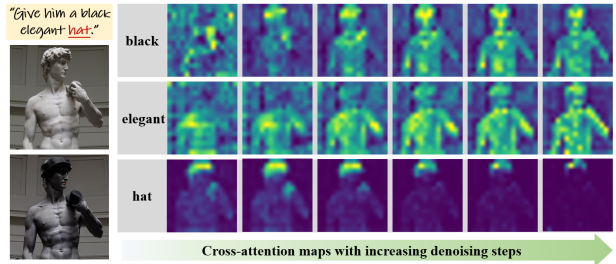 "Give him a black
elegant hat."
black
elegant
hat
Cross-attention maps with increasing denoising steps